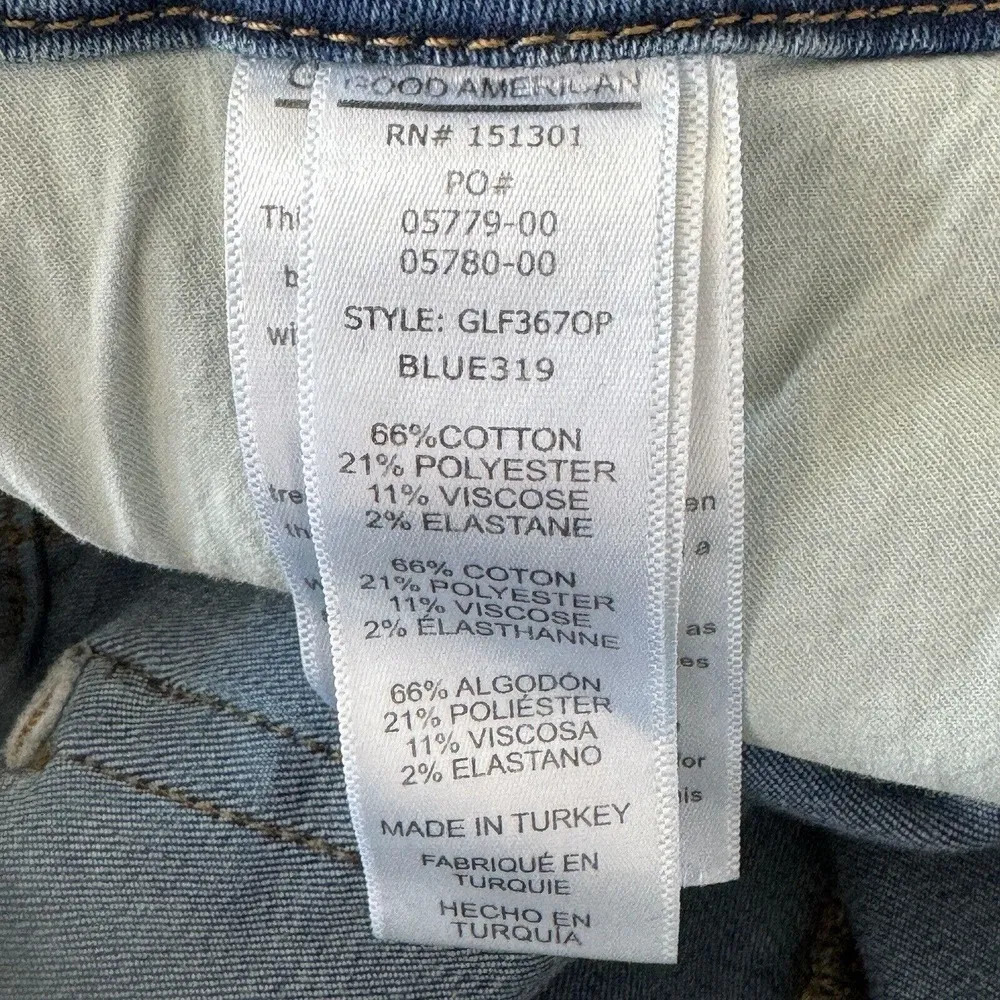 GOOD AMERICAN
RN# 151301
PO#
05779-00
05780-00
STYLE: GLF367OP
BLUE319
66%COTTON
21% POLYESTER
11% VISCOSE
2% ELASTANE
66% COTON
21% POLYESTER
11% VISCOSE
2% ÉLASTHANNE
66% ALGODÓN
21% POLIÉSTER
11% VISCOSA
2% ELASTANO
MADE IN TURKEY
FABRIQUÉ EN
TURQUIE
HECHO EN
TURQUÍA